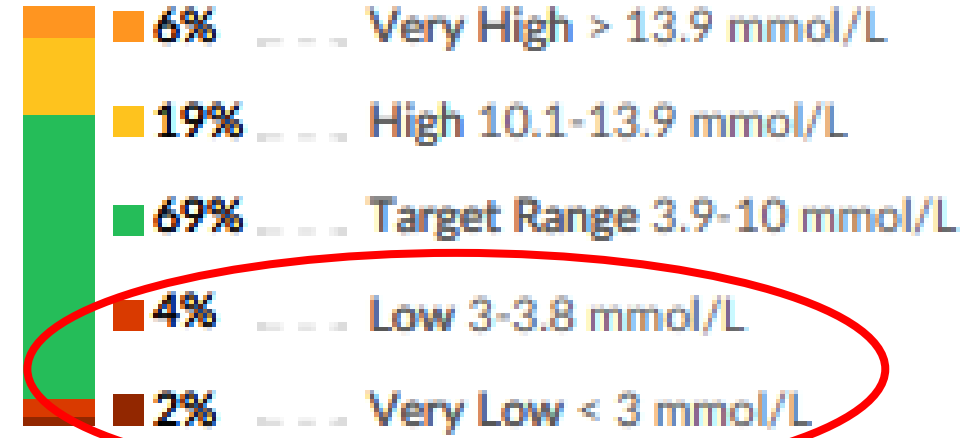 6% Very High > 13.9 mmol/L
19% High 10.1-13.9 mmol/L
69% Target Range 3.9-10 mmol/L
4% Low 3-3.8 mmol/L
2% Very Low < 3 mmol/L